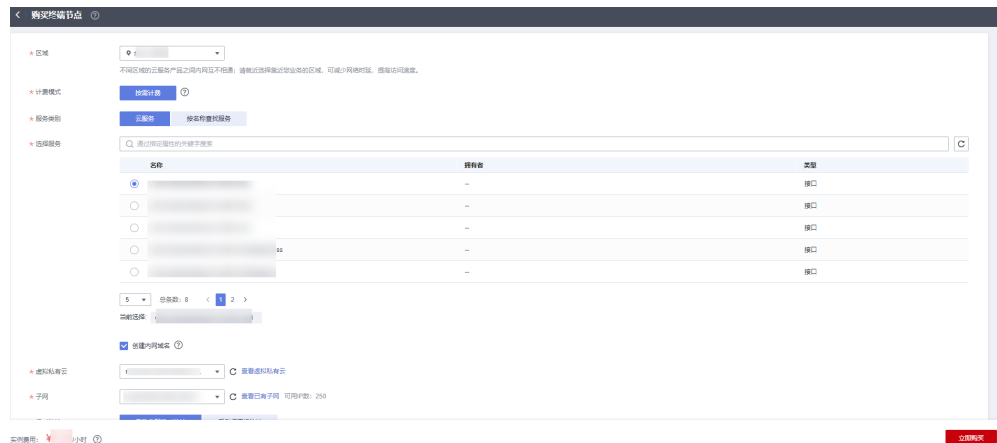 购买终端节点
* 区域
不同区域的云服务产品之间内网互不相通；请就近选择靠近您业务的区域，可减少网络时延，提高访问速度。
* 计费模式 按需计费
* 服务类别 云服务 按名称查找服务
* 选择服务 通过指定属性的关键字搜索
名称 拥有者 类型
-- 接口
-- 接口
-- 接口
-- -- 接口
-- 接口
5 总条数：8 < 1 2 >
当前选择:
创建内网域名
* 虚拟私有云 查看虚拟私有云
* 子网 查看已有子网 可用IP数：250
实例费用： ¥ /小时 立即购买